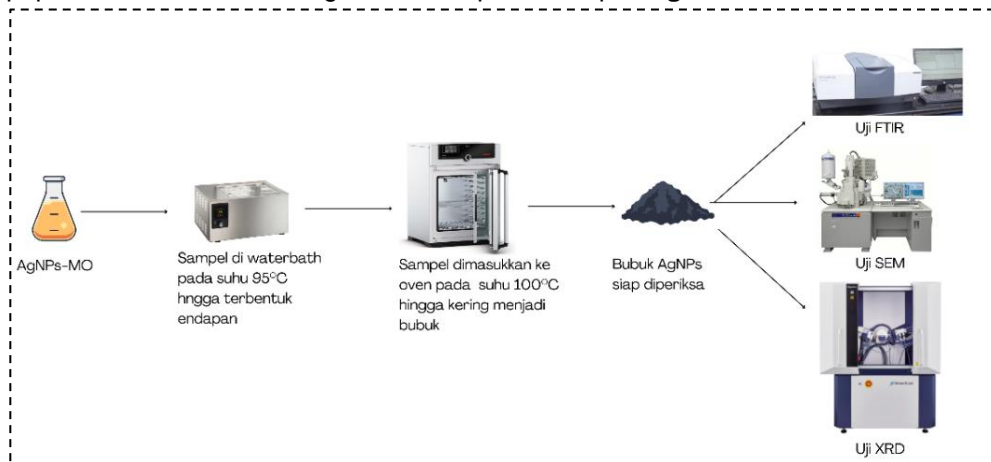 Uji FTIR
Uji SEM
AgNPs-MO
Sampel di waterbath
pada suhu 95°C
hngga terbentuk
endapan
Sampel dimasukkan ke
oven pada suhu 100°C
hingga kering menjadi
bubuk
Bubuk AgNPs
siap diperiksa
Uji XRD